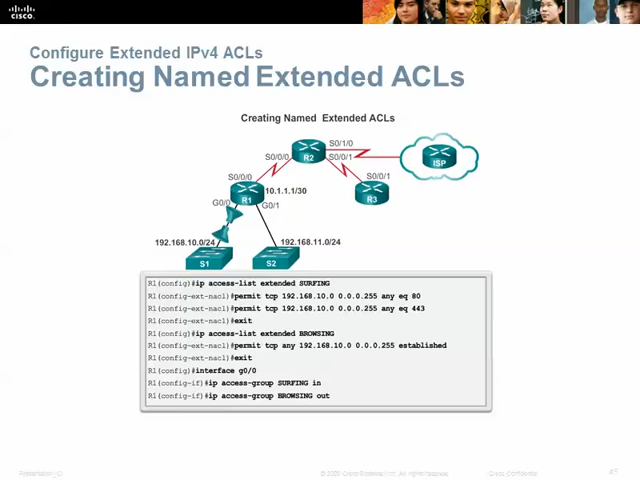 CISCO
Configure Extended IPv4 ACLs
Creating Named Extended ACLs
Creating Named Extended ACLs
S0/1/0
R2
ISP
S0/0/0
S0/0/1
S0/0/0
S0/0/1
G0/0
R1
10.1.1.1/30
R3
G0/1
192.168.10.0/24
192.168.11.0/24
S1
S2
R1(config)#ip access-list extended SURFING
R1(config-ext-nacl)#permit tcp 192.168.10.0 0.0.0.255 any eq 80
R1(config-ext-nacl)#permit tcp 192.168.10.0 0.0.0.255 any eq 443
R1(config-ext-nacl)#exit
R1(config)#ip access-list extended BROWSING
R1(config-ext-nacl)#permit tcp any 192.168.10.0 0.0.0.255 established
R1(config-ext-nacl)#exit
R1(config)#interface g0/0
R1(config-if)#ip access-group SURFING in
R1(config-if)#ip access-group BROWSING out
Cisco Confidential